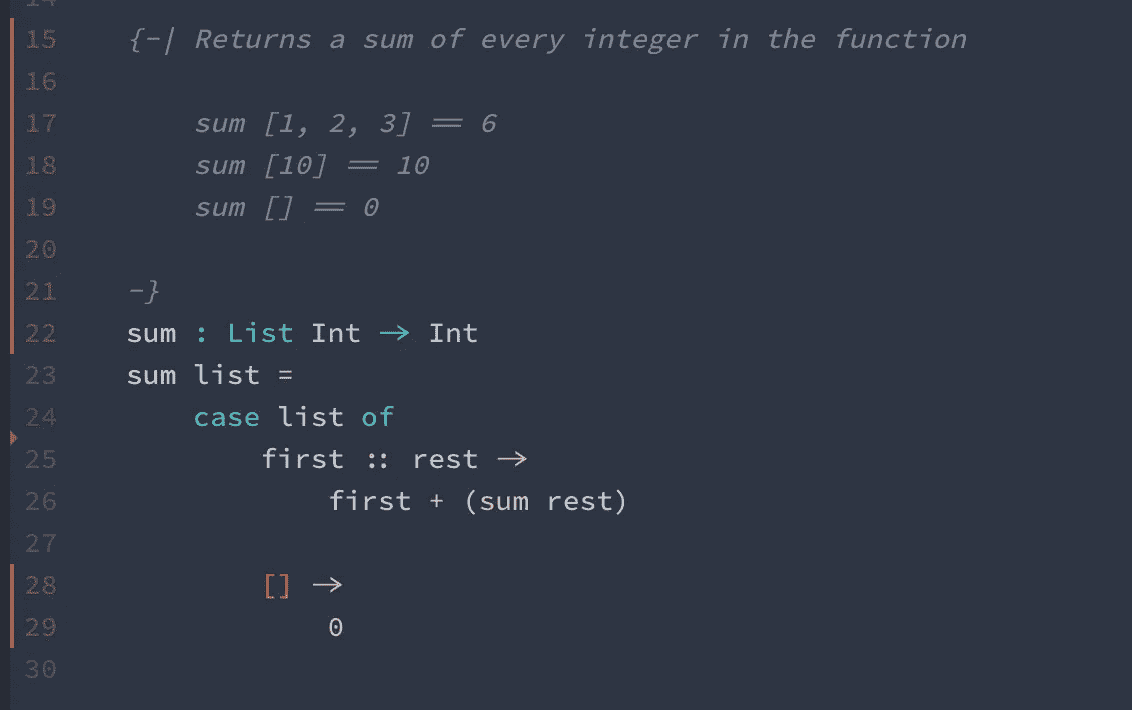 14
15 {-| Returns a sum of every integer in the function
16
17 sum [1, 2, 3] == 6
18 sum [10] == 10
19 sum [] == 0
20
21 -}
22 sum : List Int -> Int
23 sum list =
24 case list of
25 first :: rest ->
26 first + (sum rest)
27
28 [] ->
29 0
30